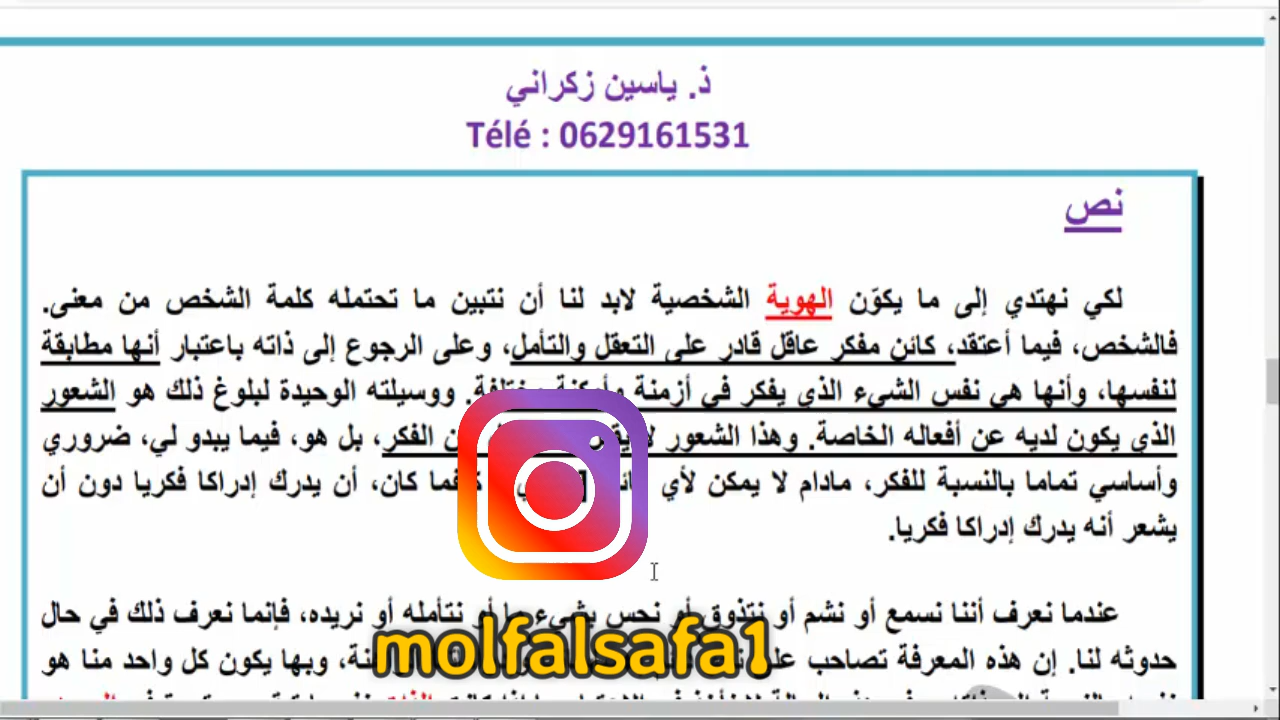 ذ. ياسين زكراني
Télé : 0629161531
نص
لكي نهتدي إلى ما يكوّن الهوية الشخصية لابد لنا أن نتبين ما تحتمله كلمة الشخص من معنى.
فالشخص، فيما أعتقد، كائن مفكر عاقل قادر على التعقل والتأمل، وعلى الرجوع إلى ذاته باعتبار أنها مطابقة
لنفسها، وأنها هي نفس الشيء الذي يفكر في أزمنة وأمكنة مختلفة. ووسيلته الوحيدة لبلوغ ذلك هو الشعور
الذي يكون لديه عن أفعاله الخاصة. وهذا الشعور لا الفكر، بل هو، فيما يبدو لي، ضروري
وأساسي تماما بالنسبة للفكر، مادام لا يمكن لأي كيفما كان، أن يدرك إدراكا فكريا دون أن
يشعر أنه يدرك إدراكا فكريا.
عندما نعرف أننا نسمع أو نشم أو نتذوق أو نحس بشيء ما أو نتأمله أو نريده، فإنما نعرف ذلك في حال
حدوثه لنا. إن هذه المعرفة تصاحب على وبها يكون كل واحد منا هو
molfalsafa1